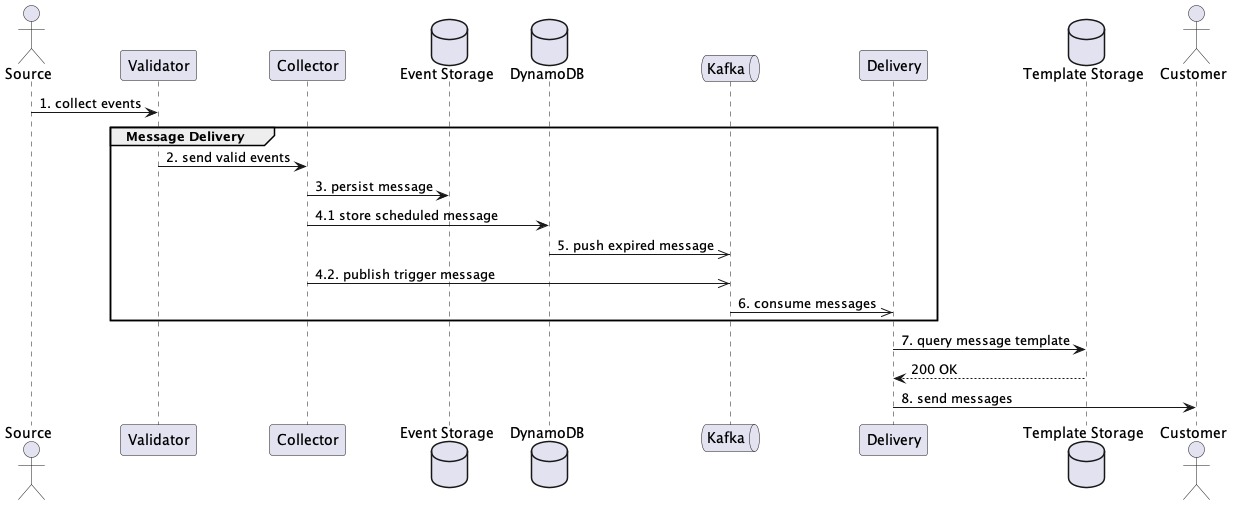 Source
Validator
Collector
Event Storage
DynamoDB
Kafka
Delivery
Template Storage
Customer
1. collect events
Message Delivery
2. send valid events
3. persist message
4.1 store scheduled message
5. push expired message
4.2. publish trigger message
6. consume messages
7. query message template
200 OK
8. send messages
Source
Validator
Collector
Event Storage
DynamoDB
Kafka
Delivery
Template Storage
Customer